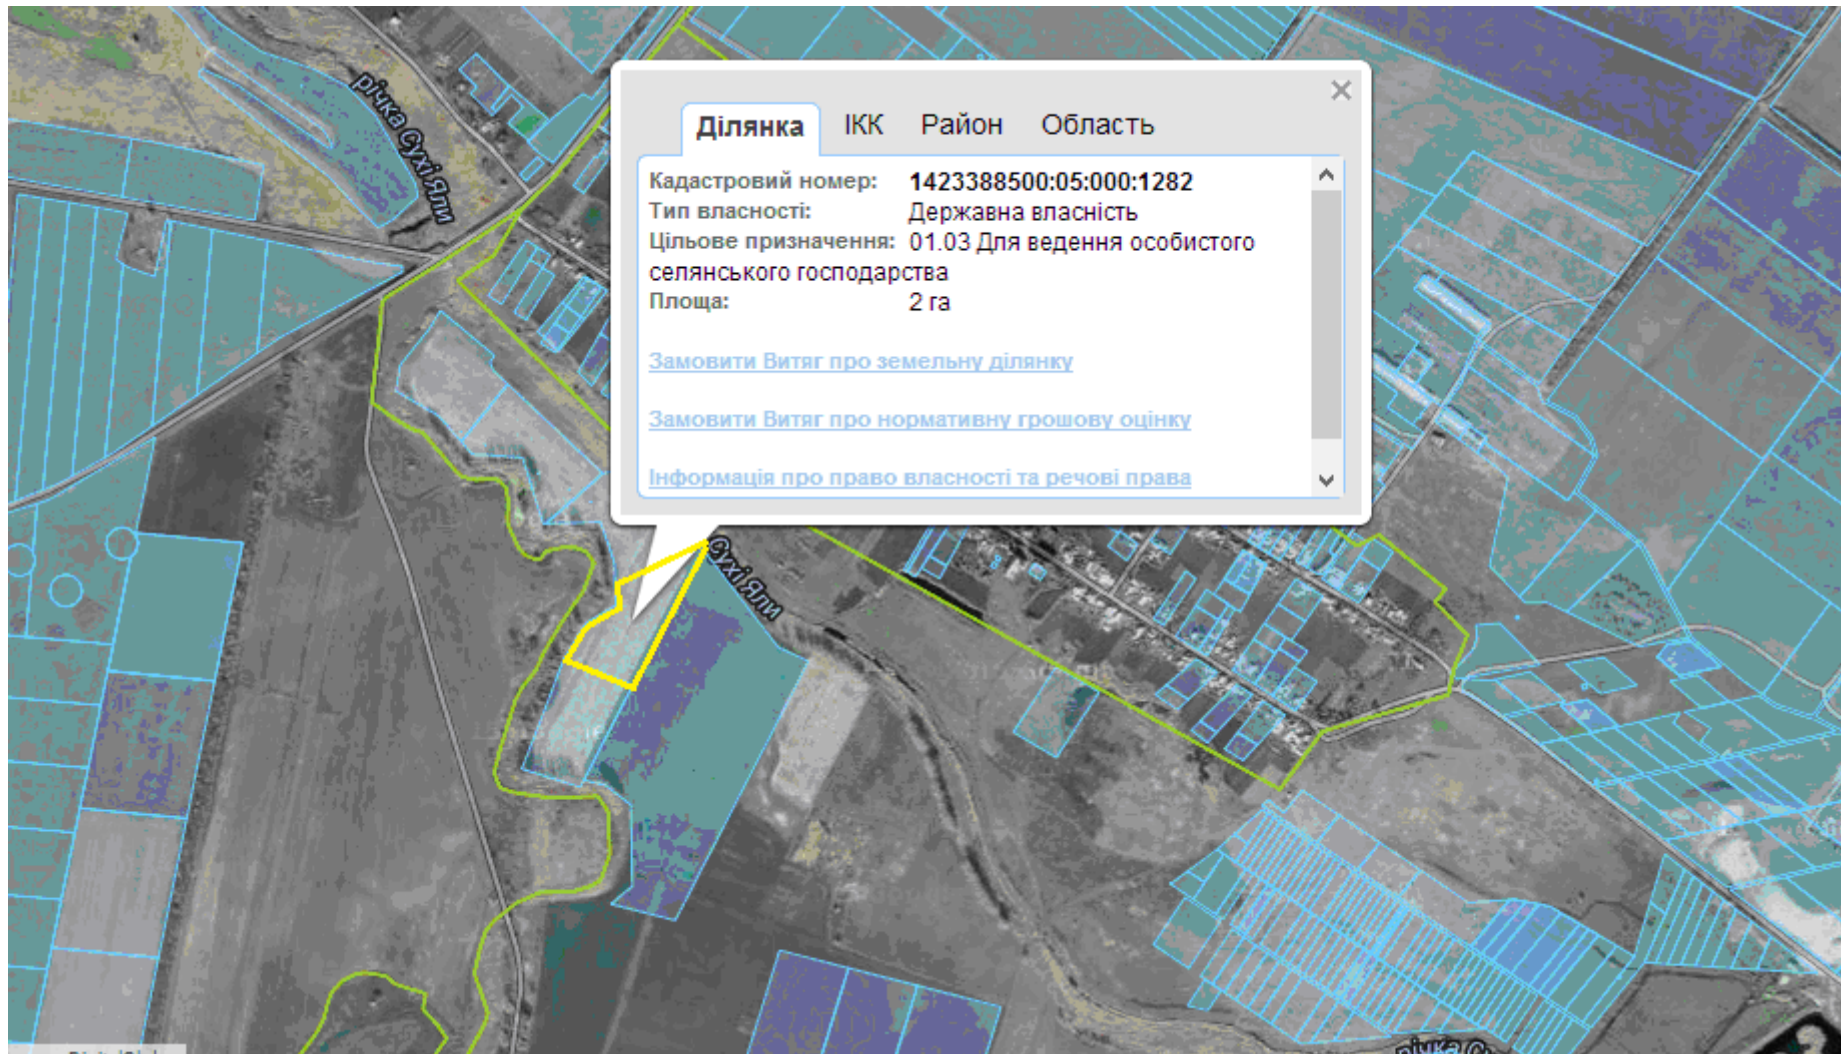 річка Сухі Яли
×
Ділянка ІКК Район Область
Кадастровий номер: 1423388500:05:000:1282
Тип власності: Державна власність
Цільове призначення: 01.03 Для ведення особистого
селянського господарства
Площа: 2 га
Замовити Витяг про земельну ділянку
Замовити Витяг про нормативну грошову оцінку
Інформація про право власності та речові права
Сухі Яли
річка